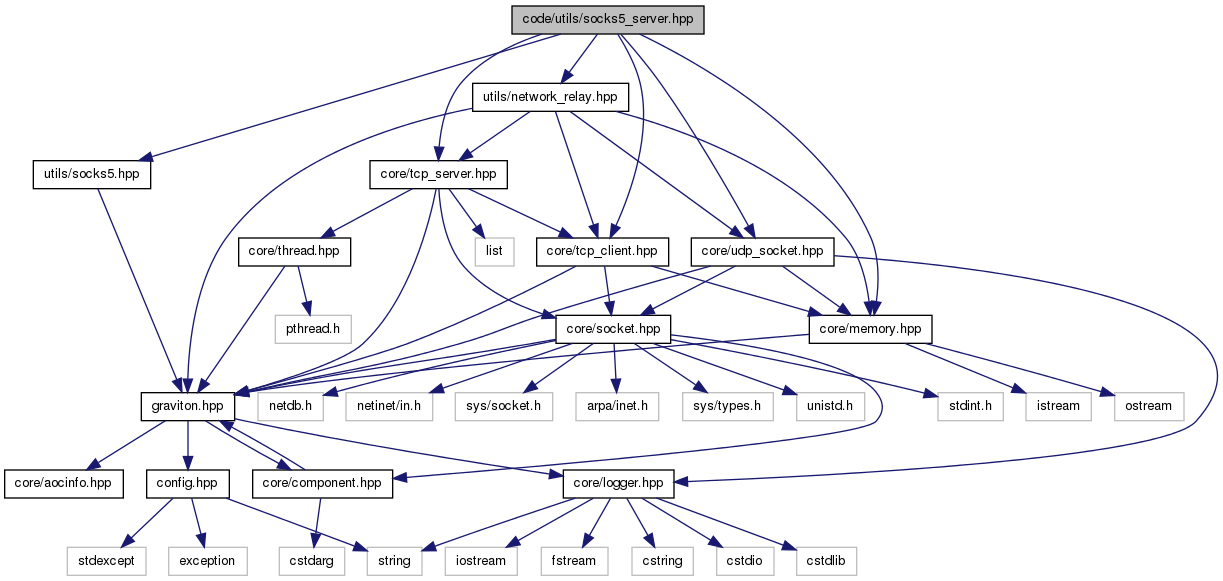 code/utils/socks5_server.hpp
utils/network_relay.hpp
utils/socks5.hpp
core/tcp_server.hpp
core/thread.hpp
list
core/tcp_client.hpp
core/udp_socket.hpp
pthread.h
core/socket.hpp
core/memory.hpp
graviton.hpp
netdb.h
netinet/in.h
sys/socket.h
arpa/inet.h
sys/types.h
unistd.h
stdint.h
istream
ostream
core/aocinfo.hpp
config.hpp
core/component.hpp
core/logger.hpp
stdexcept
exception
cstdarg
string
iostream
fstream
cstring
cstdio
cstdlib